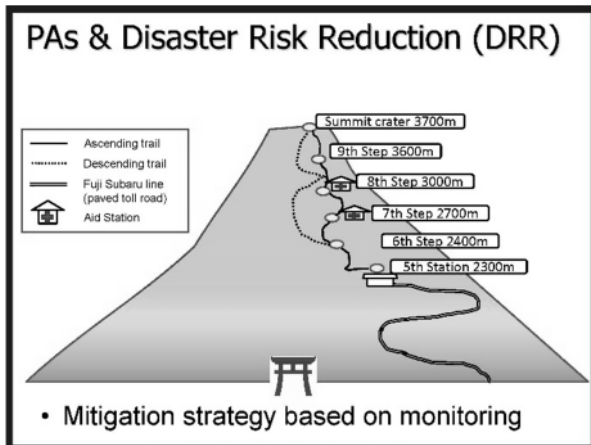 PAs & Disaster Risk Reduction (DRR)
Summit crater 3700m
Ascending trail
Descending trail
Fuji Subaru line
(paved toll road)
Aid Station
9th Step 3600m
8th Step 3000m
7th Step 2700m
6th Step 2400m
5th Station 2300m
• Mitigation strategy based on monitoring